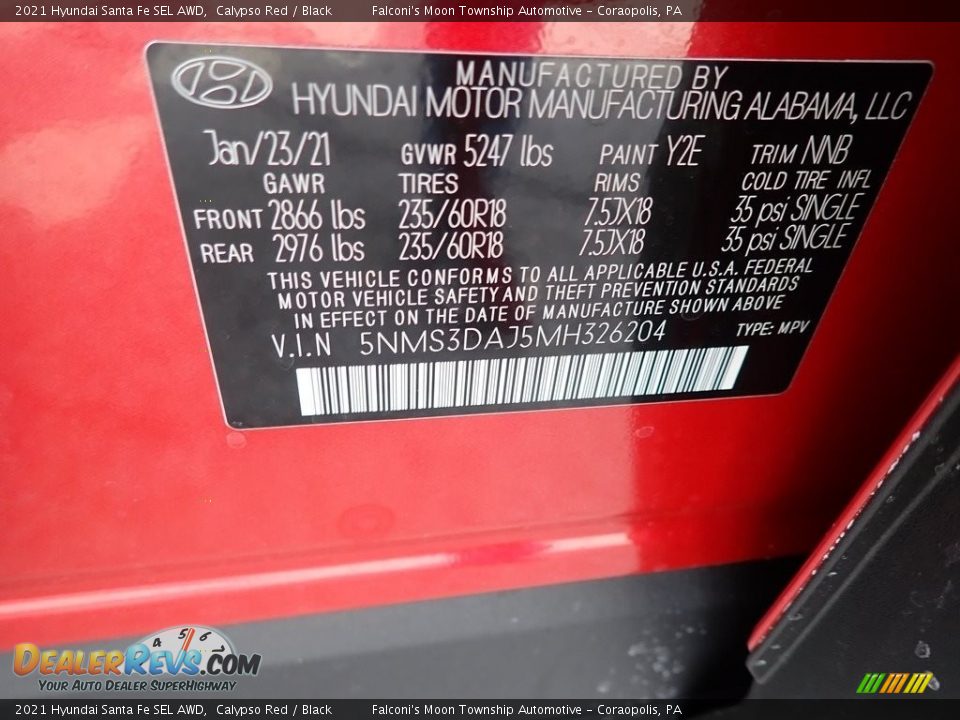 2021 Hyundai Santa Fe SEL AWD, Calypso Red / Black Falconi's Moon Township Automotive – Coraopolis, PA
MANUFACTURED BY
HYUNDAI MOTOR MANUFACTURING ALABAMA, LLC
Jan/23/21 GVWR 5247 lbs PAINT Y2E TRIM NNB
GAWR TIRES RIMS COLD TIRE INFL
FRONT 2866 lbs 235/60R18 7.5JX18 35 psi SINGLE
REAR 2976 lbs 235/60R18 7.5JX18 35 psi SINGLE
THIS VEHICLE CONFORMS TO ALL APPLICABLE U.S.A. FEDERAL
MOTOR VEHICLE SAFETY AND THEFT PREVENTION STANDARDS
IN EFFECT ON THE DATE OF MANUFACTURE SHOWN ABOVE
V.I.N 5NMS3DAJ5MH326204 TYPE: MPV
4 5 6
DEALERREVS.COM
YOUR AUTO DEALER SUPERHIGHWAY
2021 Hyundai Santa Fe SEL AWD, Calypso Red / Black Falconi's Moon Township Automotive – Coraopolis, PA